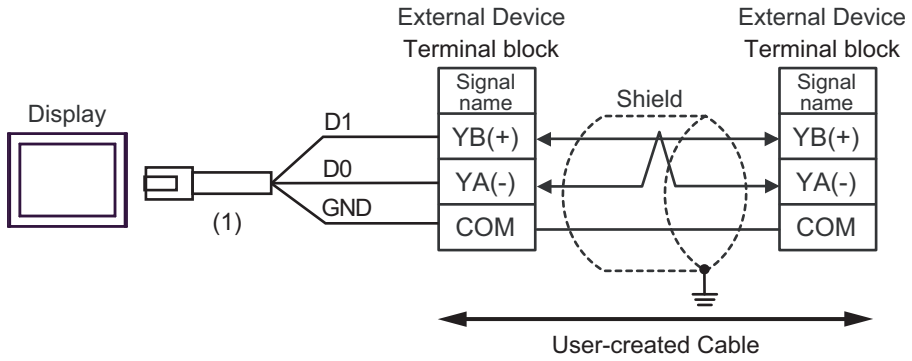 External Device
Terminal block
External Device
Terminal block
Display
D1
D0
GND
(1)
Signal
name
YB(+)
YA(-)
COM
Shield
Signal
name
YB(+)
YA(-)
COM
User-created Cable